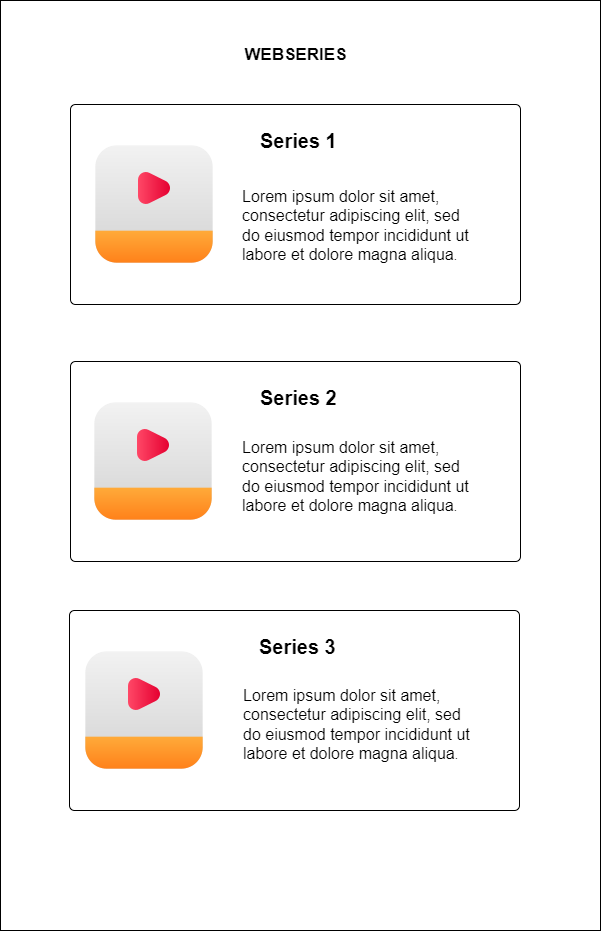 WEBSERIES
Series 1
Lorem ipsum dolor sit amet,
consectetur adipiscing elit, sed
do eiusmod tempor incididunt ut
labore et dolore magna aliqua.
Series 2
Lorem ipsum dolor sit amet,
consectetur adipiscing elit, sed
do eiusmod tempor incididunt ut
labore et dolore magna aliqua.
Series 3
Lorem ipsum dolor sit amet,
consectetur adipiscing elit, sed
do eiusmod tempor incididunt ut
labore et dolore magna aliqua.